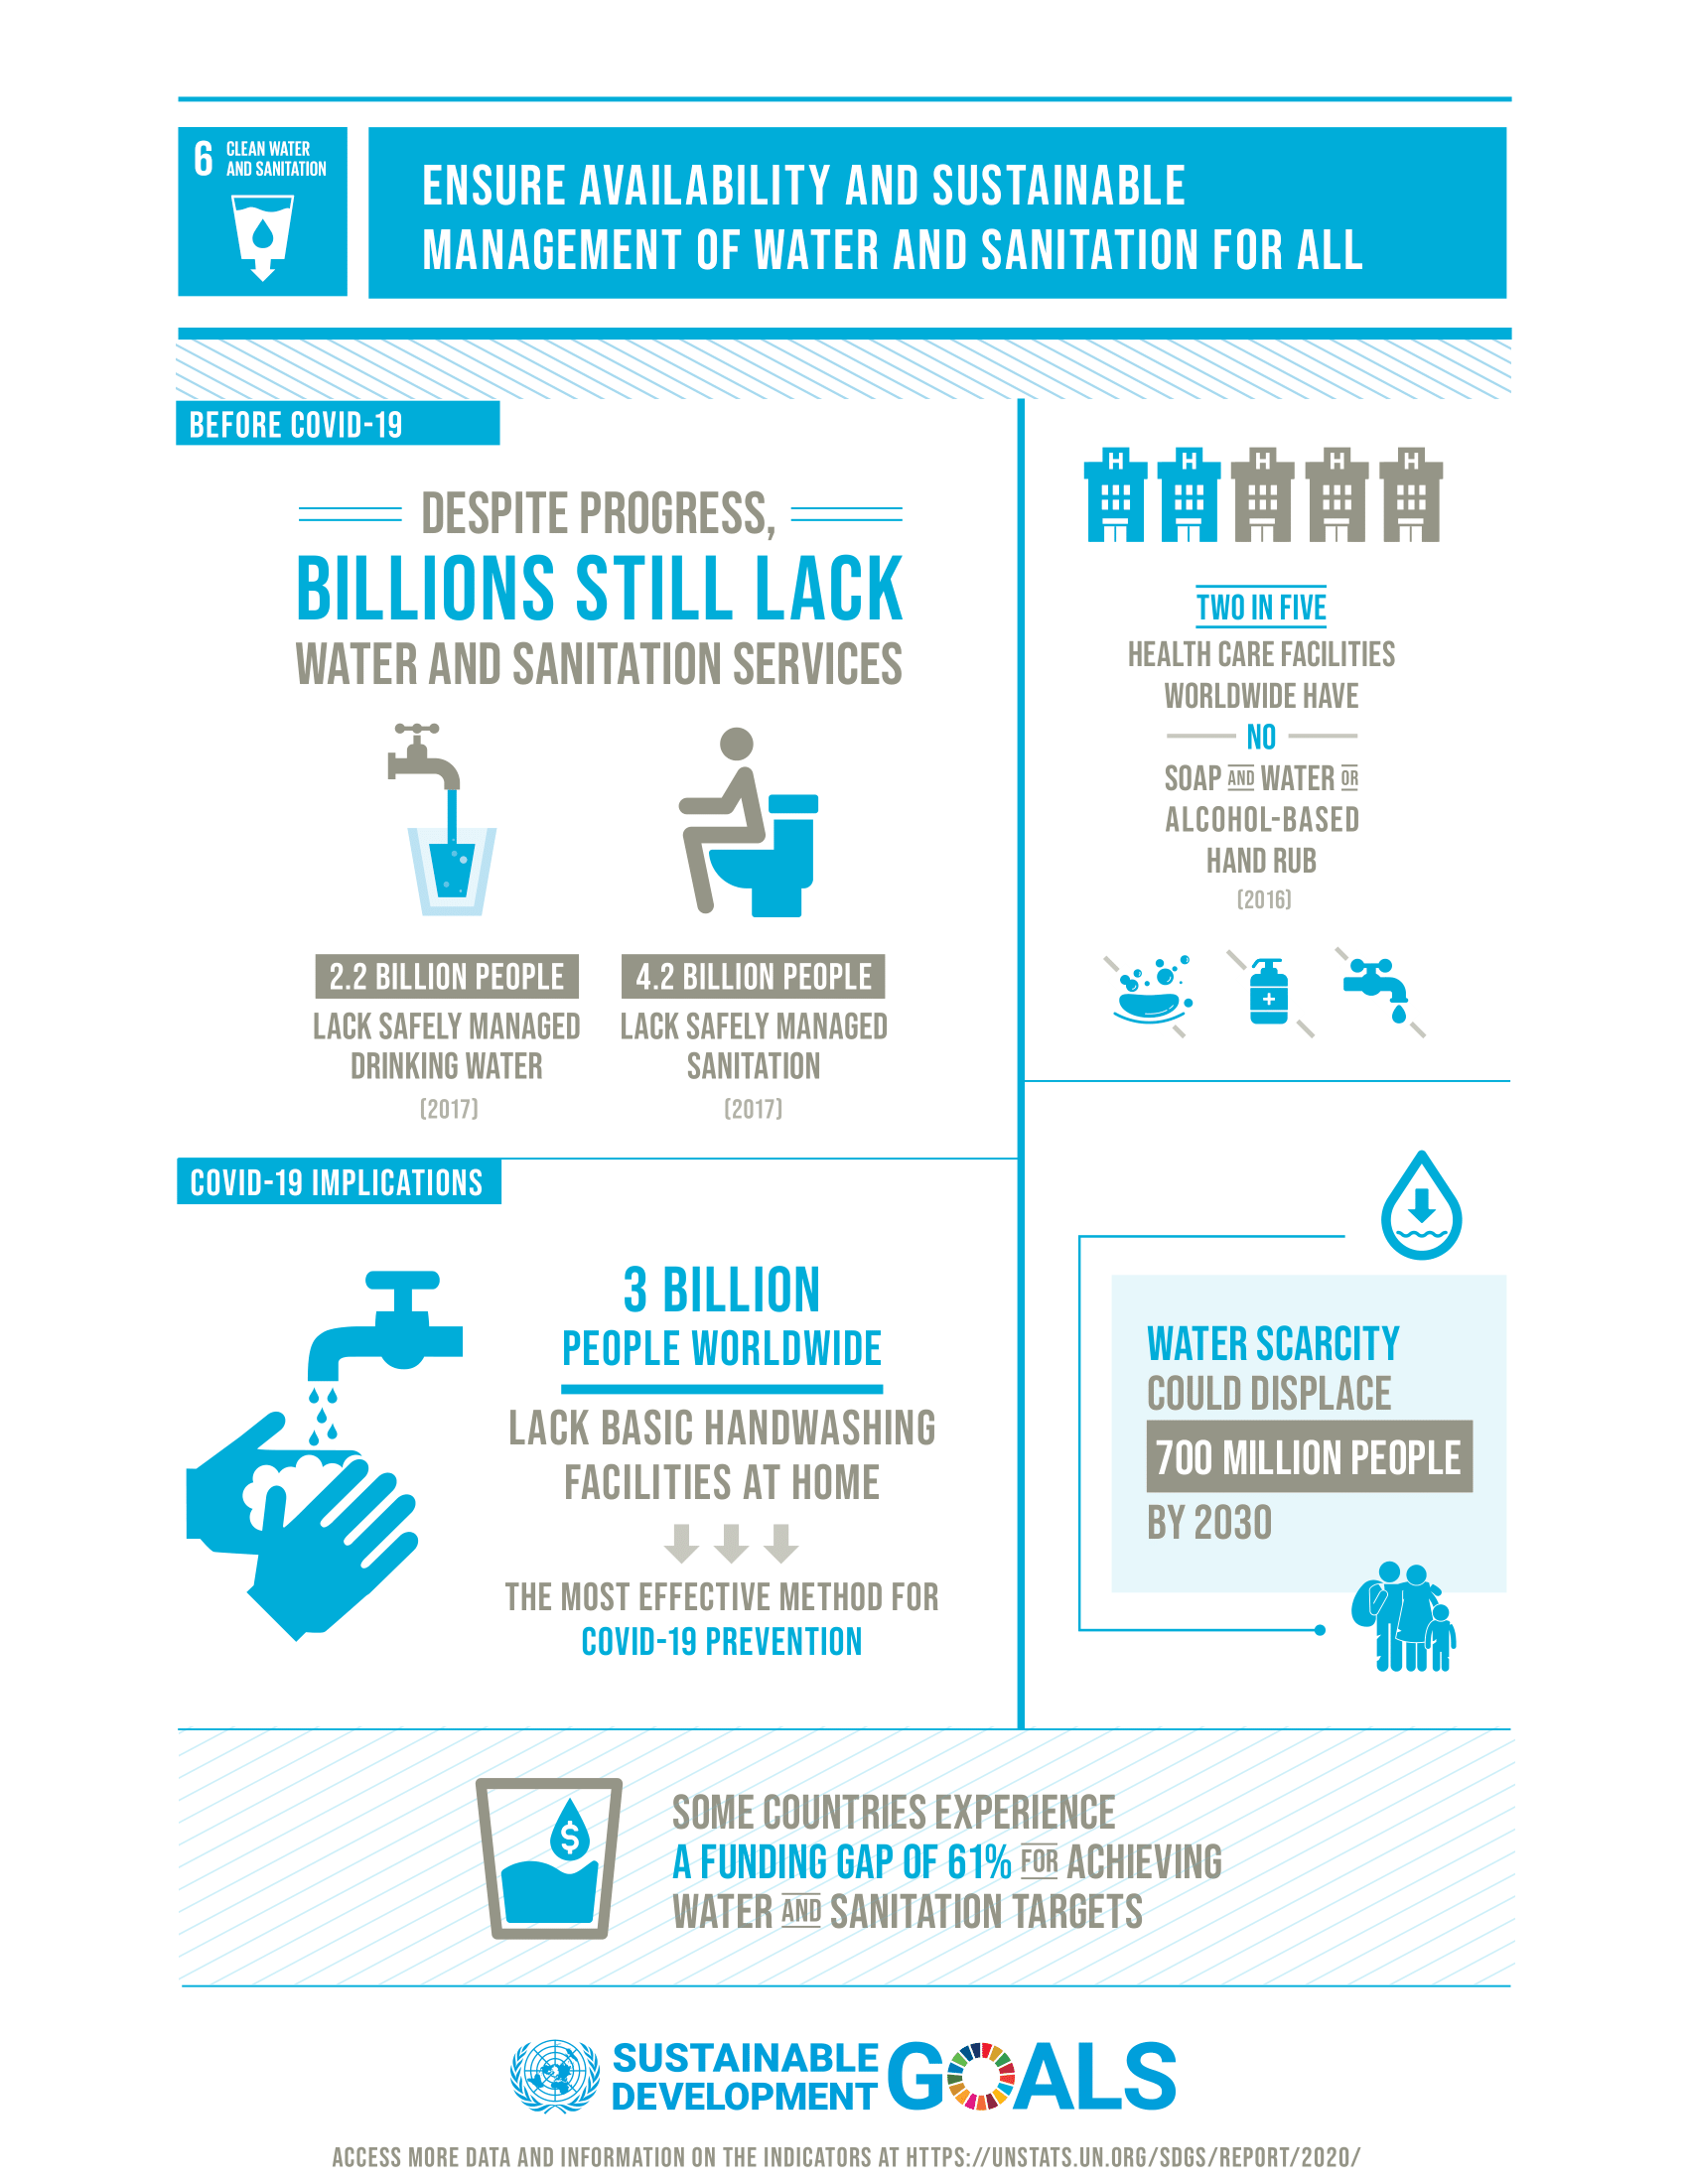 6 CLEAN WATER
AND SANITATION
ENSURE AVAILABILITY AND SUSTAINABLE
MANAGEMENT OF WATER AND SANITATION FOR ALL
BEFORE COVID-19
DESPITE PROGRESS,
BILLIONS STILL LACK
WATER AND SANITATION SERVICES
2.2 BILLION PEOPLE
LACK SAFELY MANAGED
DRINKING WATER
(2017)
4.2 BILLION PEOPLE
LACK SAFELY MANAGED
SANITATION
(2017)
H H H H H
TWO IN FIVE
HEALTH CARE FACILITIES
WORLDWIDE HAVE
NO
SOAP AND WATER OR
ALCOHOL-BASED
HAND RUB
(2016)
COVID-19 IMPLICATIONS
3 BILLION
PEOPLE WORLDWIDE
LACK BASIC HANDWASHING
FACILITIES AT HOME
THE MOST EFFECTIVE METHOD FOR
COVID-19 PREVENTION
WATER SCARCITY
COULD DISPLACE
700 MILLION PEOPLE
BY 2030
$
SOME COUNTRIES EXPERIENCE
A FUNDING GAP OF 61% FOR ACHIEVING
WATER AND SANITATION TARGETS
SUSTAINABLE
DEVELOPMENT GOALS
ACCESS MORE DATA AND INFORMATION ON THE INDICATORS AT HTTPS://UNSTATS.UN.ORG/SDGS/REPORT/2020/